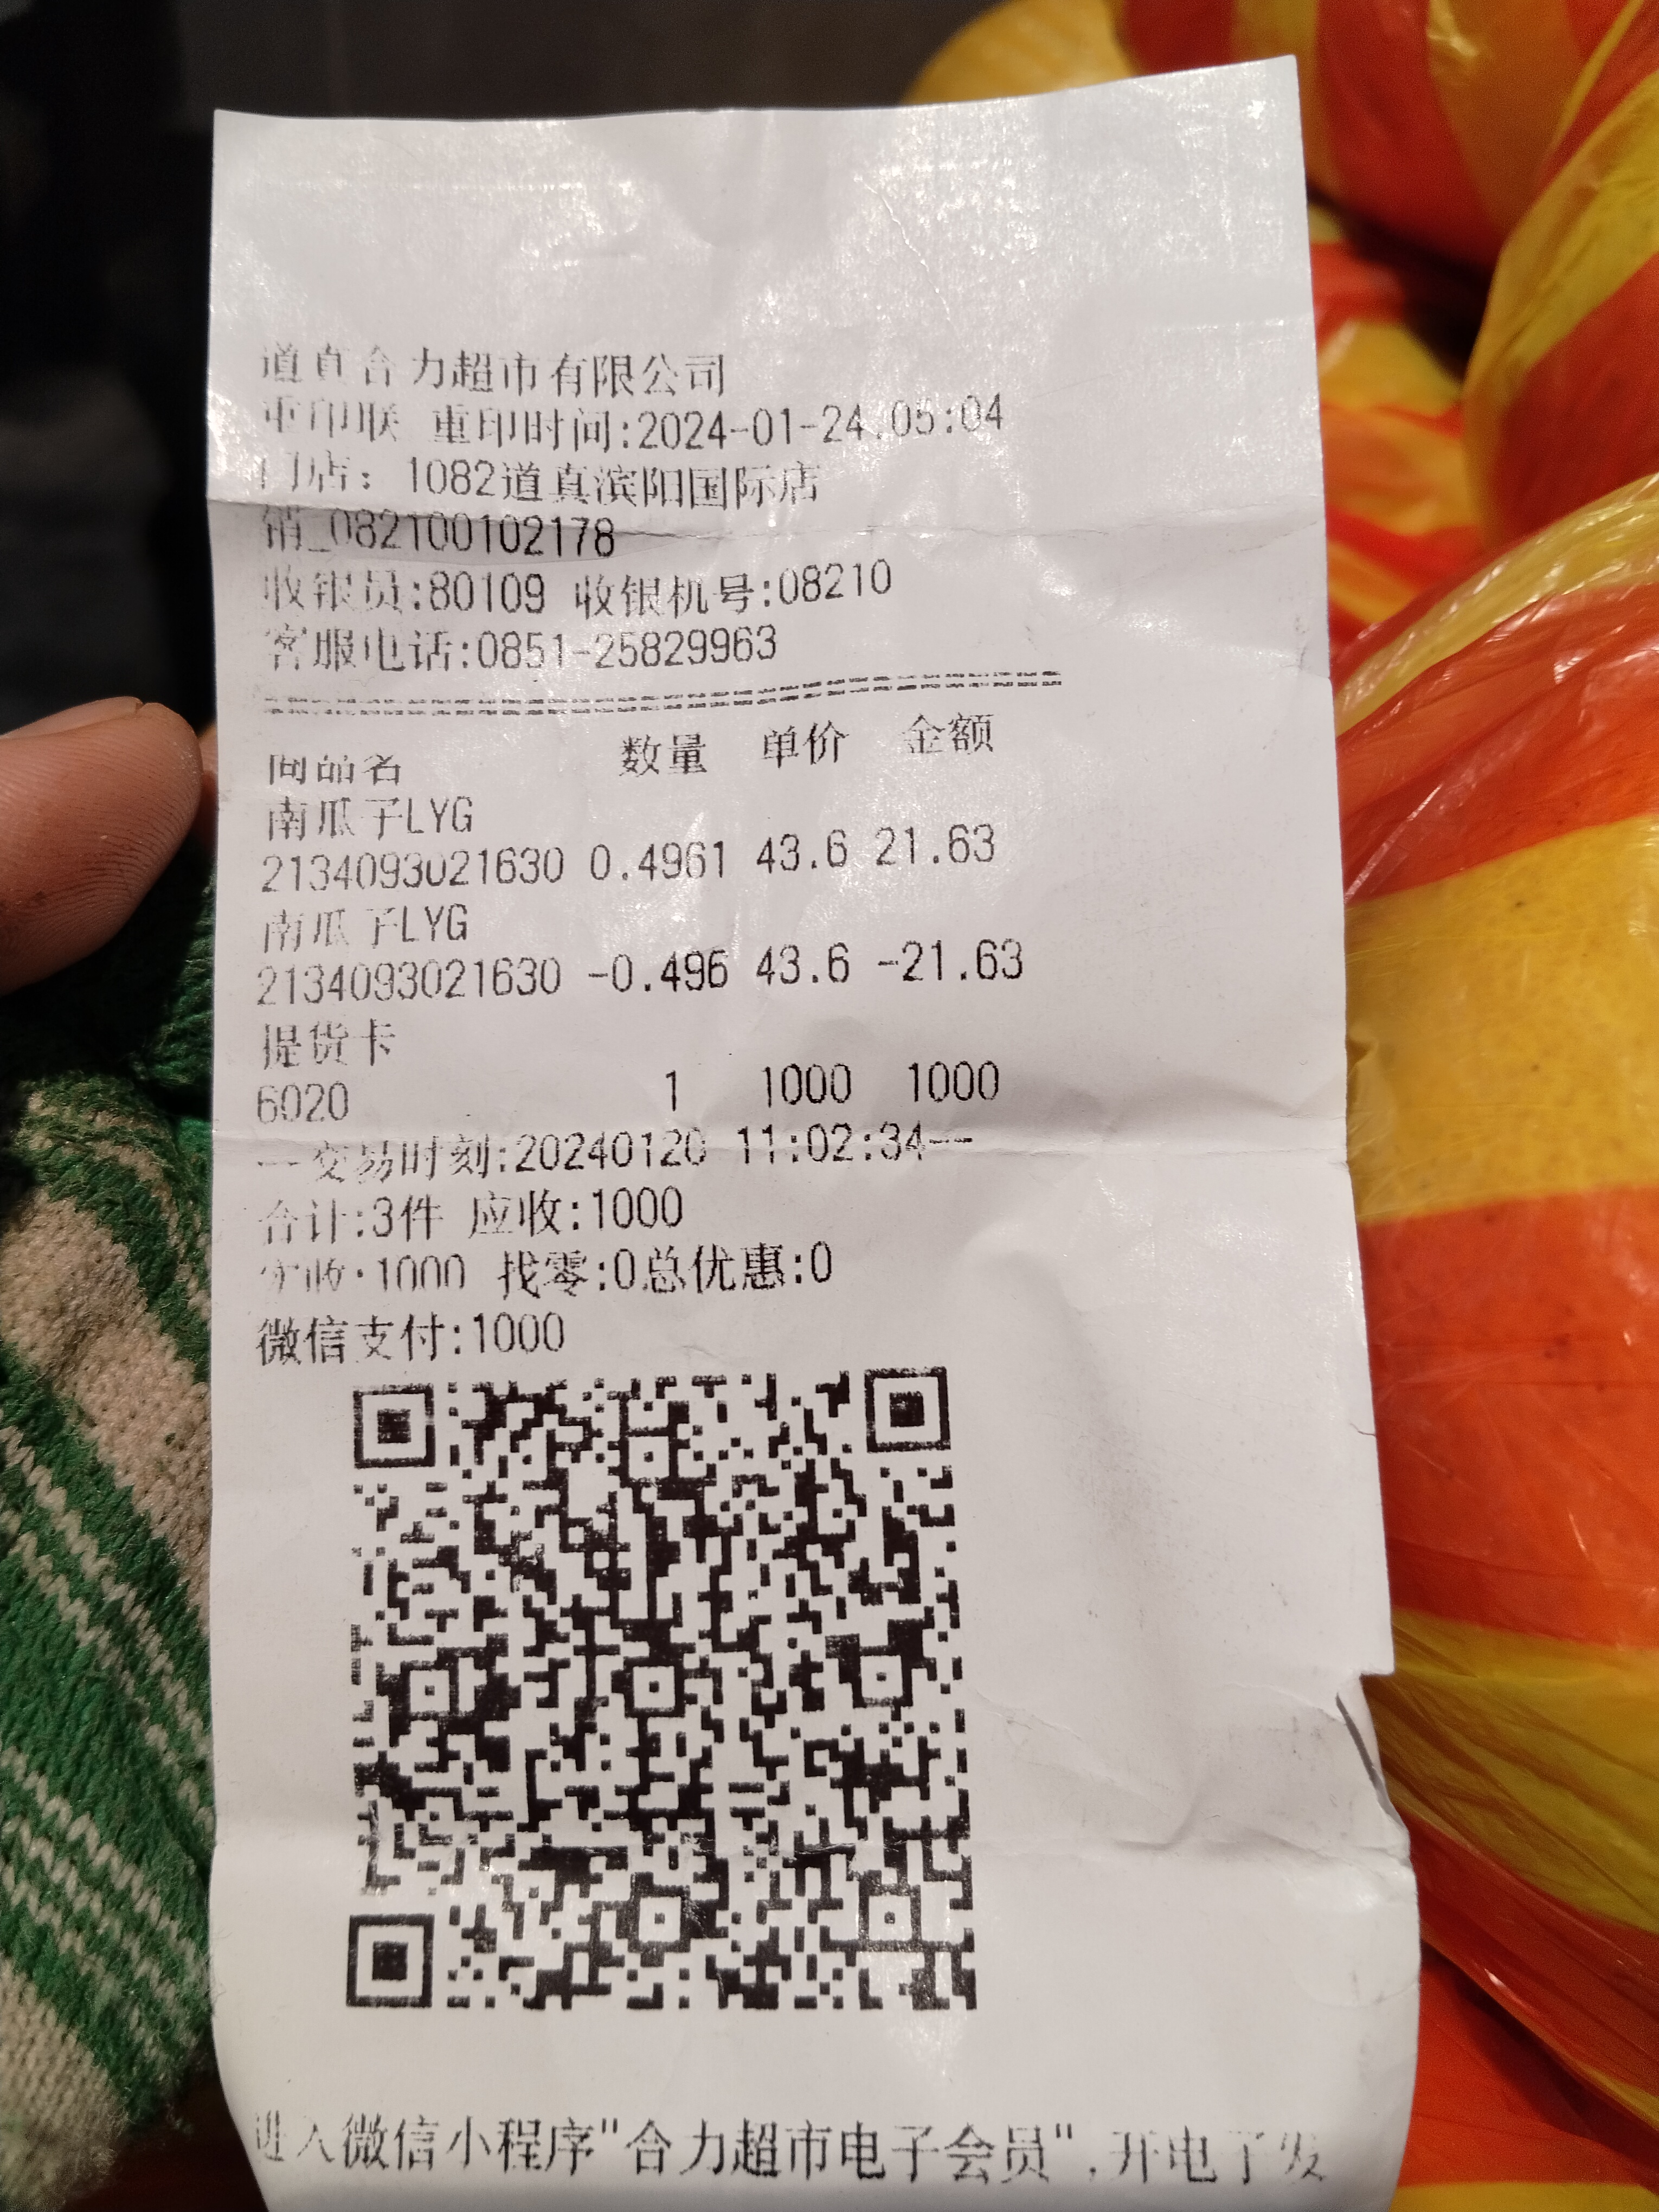 道真合力超市有限公司
重印联 重印时间:2024-01-24 05:04
门店：1082道真滨阳国际店
销_082100102178
收银员:80109 收银机号:08210
客服电话:0851-25829963
商品名 数量 单价 金额
南瓜子LYG
2134093021630 0.4961 43.6 21.63
南瓜子LYG
2134093021630 -0.496 43.6 -21.63
提货卡
6020 1 1000 1000
--交易时刻:20240120 11:02:34--
合计:3件 应收:1000
实收:1000 找零:0总优惠:0
微信支付:1000
进入微信小程序"合力超市电子会员",开电子发